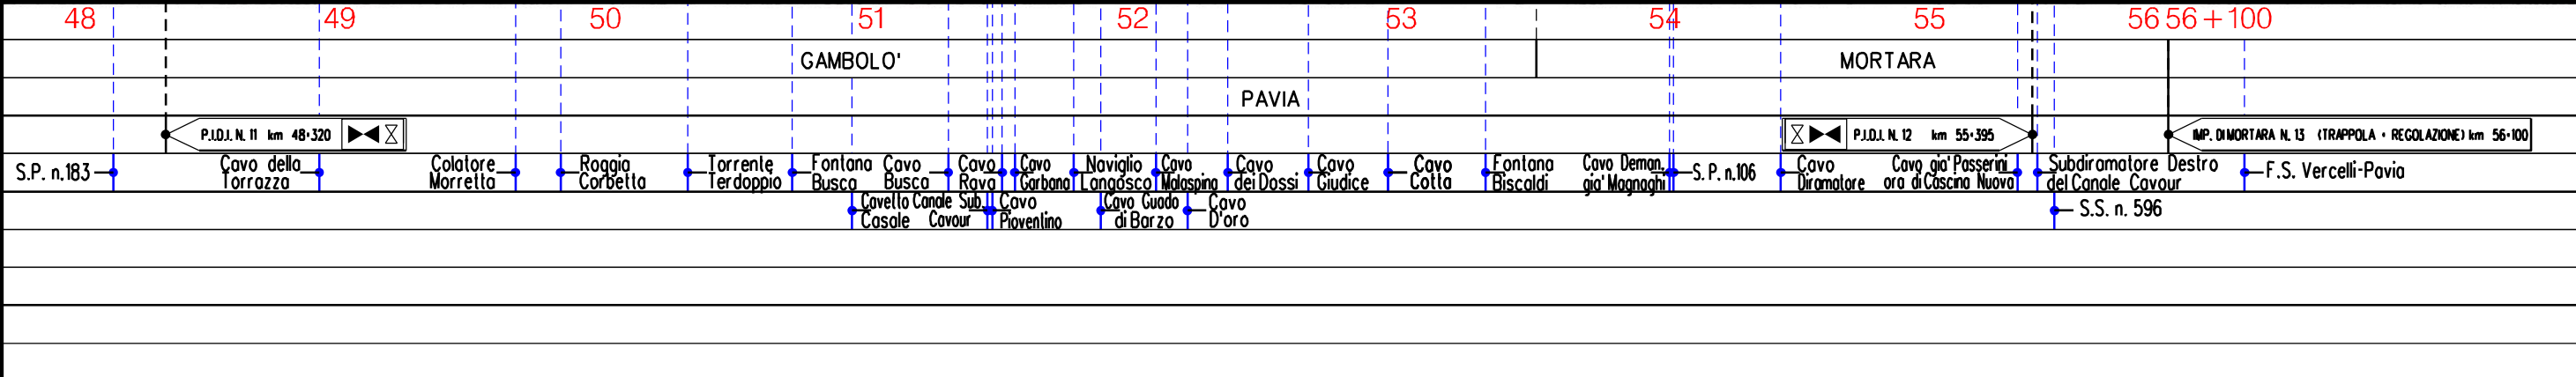 48 49 50 51 52 53 54 55 56 56+100
GAMBOLO' MORTARA
PAVIA
P.I.D.I. N. 11 km 48+320 P.I.D.I. N. 12 km 55+395 IMP. DI MORTARA N. 13 (TRAPPOLA + REGOLAZIONE) km 56+100
S.P. n.183
Cavo della
Torrazza
Colatore
Morretta
Roggia
Corbetta
Torrente
Terdoppio
Fontana
Busca
Cavo
Busca
Cavo
Rava
Cavo
Garbana
Naviglio
Langosco
Cavo
Malaspina
Cavo
dei Dossi
Cavo
Giudice
Cavo
Cotta
Fontana
Biscaldi
Cavo Deman.
gia' Magnaghi
S.P. n.106
Cavo
Diramatore
Cavo gia' Passerini
ora di Cascina Nuova
Subdiramatore Destro
del Canale Cavour
F.S. Vercelli-Pavia
Cavetto
Casale
Canale Sub.
Cavour
Cavo
Pioventino
Cavo Guado
di Barzo
Cavo
D'oro
S.S. n. 596